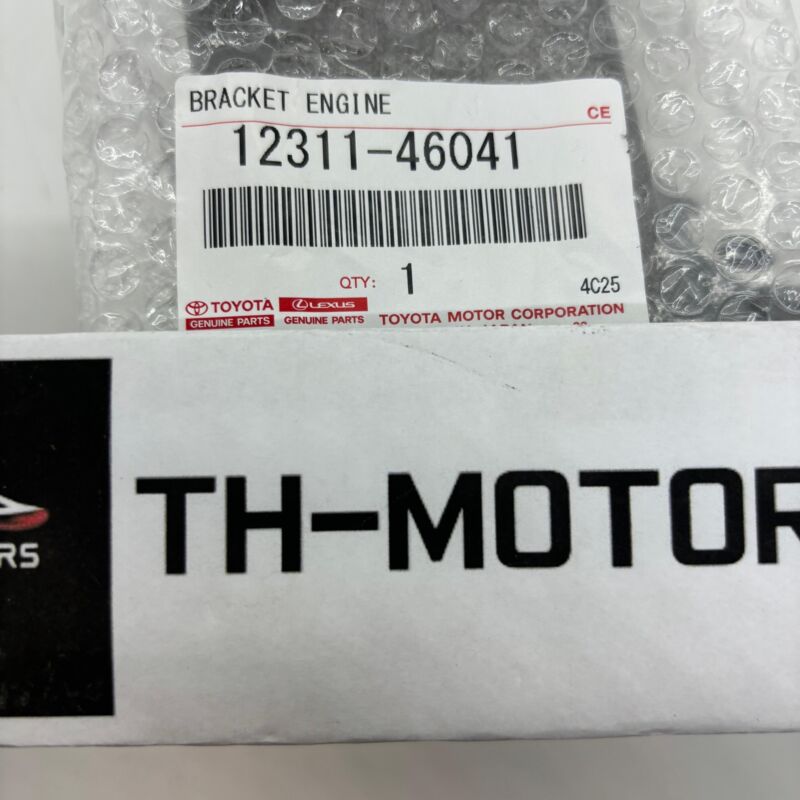 BRACKET ENGINE
CE
12311-46041
QTY: 1
4C25
TOYOTA LEXUS
GENUINE PARTS GENUINE PARTS TOYOTA MOTOR CORPORATION
TH-MOTOR
RS